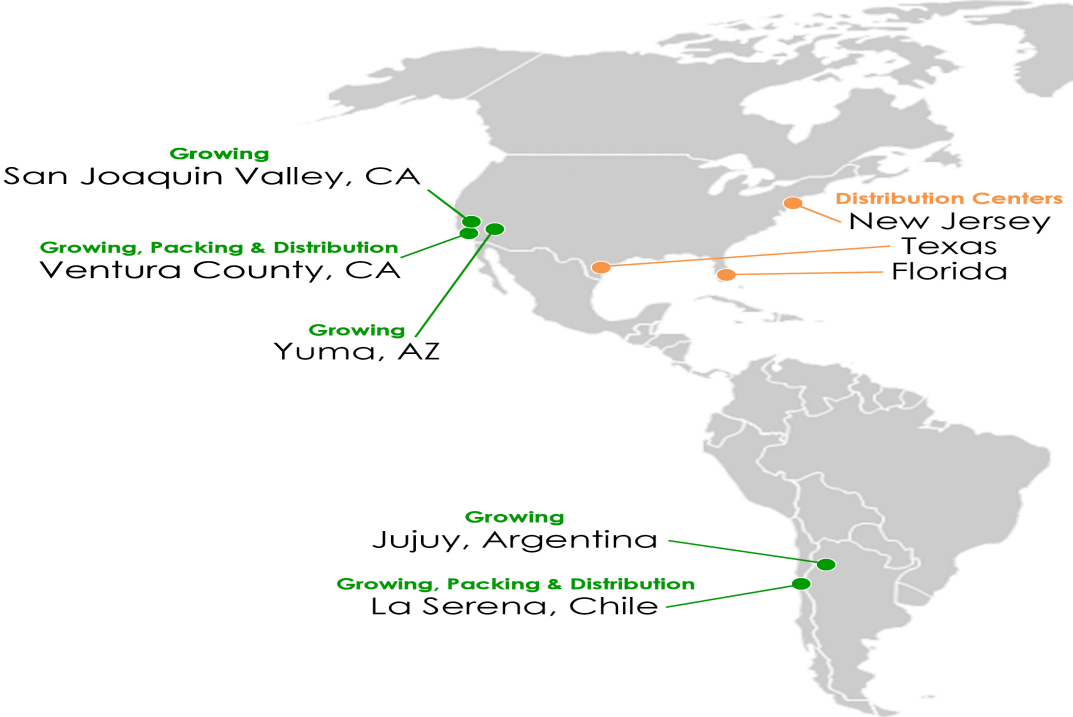 Growing
San Joaquin Valley, CA
Growing, Packing & Distribution
Ventura County, CA
Growing
Yuma, AZ
Distribution Centers
New Jersey
Texas
Florida
Growing
Jujuy, Argentina
Growing, Packing & Distribution
La Serena, Chile